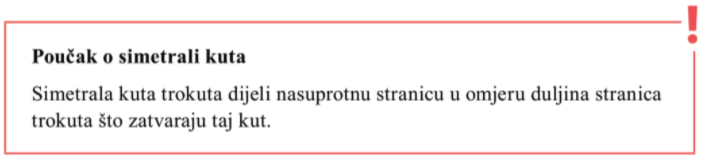 Poučak o simetrali kuta
Simetrala kuta trokuta dijeli nasuprotnu stranicu u omjeru duljina stranica
trokuta što zatvaraju taj kut.